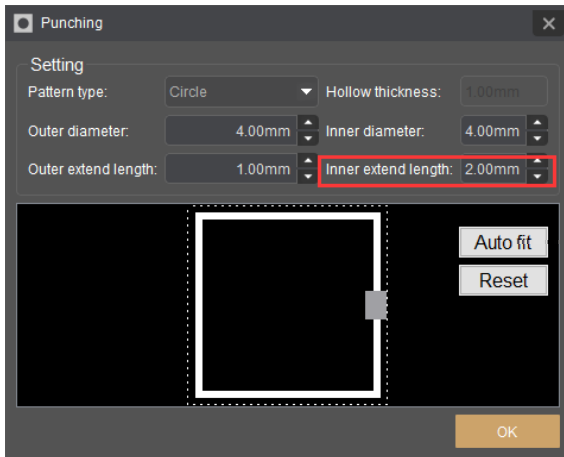 Punching
Setting
Pattern type: Circle Hollow thickness: 1.00mm
Outer diameter: 4.00mm Inner diameter: 4.00mm
Outer extend length: 1.00mm Inner extend length: 2.00mm
Auto fit
Reset
OK